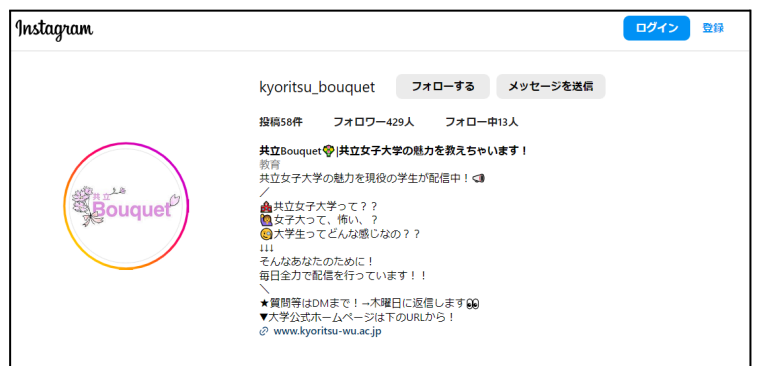 Instagram
ログイン 登録
kyoritsu_bouquet フォローする メッセージを送信
投稿58件 フォロワー429人 フォロー中13人
共立Bouquet💐|共立女子大学の魅力を教えちゃいます!
教育
共立女子大学の魅力を現役の学生が配信中!📢
/
🏫共立女子大学って??
🙋女子大って、怖い、?
🥴大学生ってどんな感じなの??
↓↓↓
そんなあなたのために!
毎日全力で配信を行っています!!
\
★質問等はDMまで!→木曜日に返信します👀
▼大学公式ホームページは下のURLから!
www.kyoritsu-wu.ac.jp
共立
Bouquet